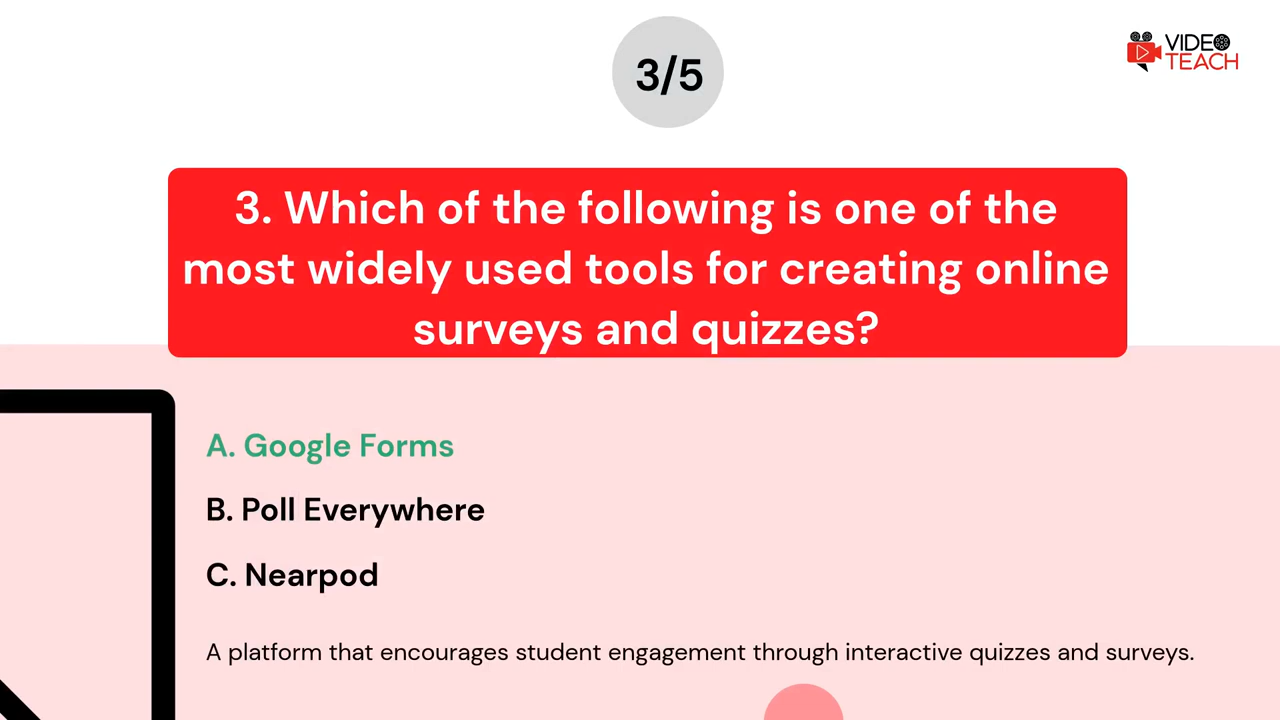 3/5
VIDEO
TEACH
3. Which of the following is one of the
most widely used tools for creating online
surveys and quizzes?
A. Google Forms
B. Poll Everywhere
C. Nearpod
A platform that encourages student engagement through interactive quizzes and surveys.